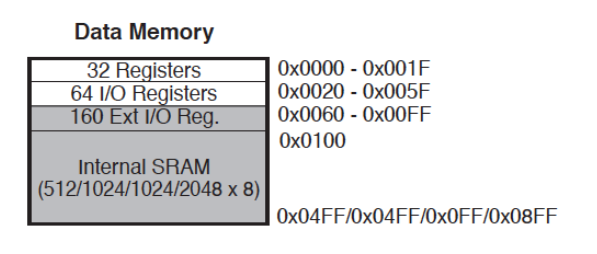 Data Memory
32 Registers 0x0000 - 0x001F
64 I/O Registers 0x0020 - 0x005F
160 Ext I/O Reg. 0x0060 - 0x00FF
0x0100
Internal SRAM
(512/1024/1024/2048 x 8)
0x04FF/0x04FF/0x0FF/0x08FF